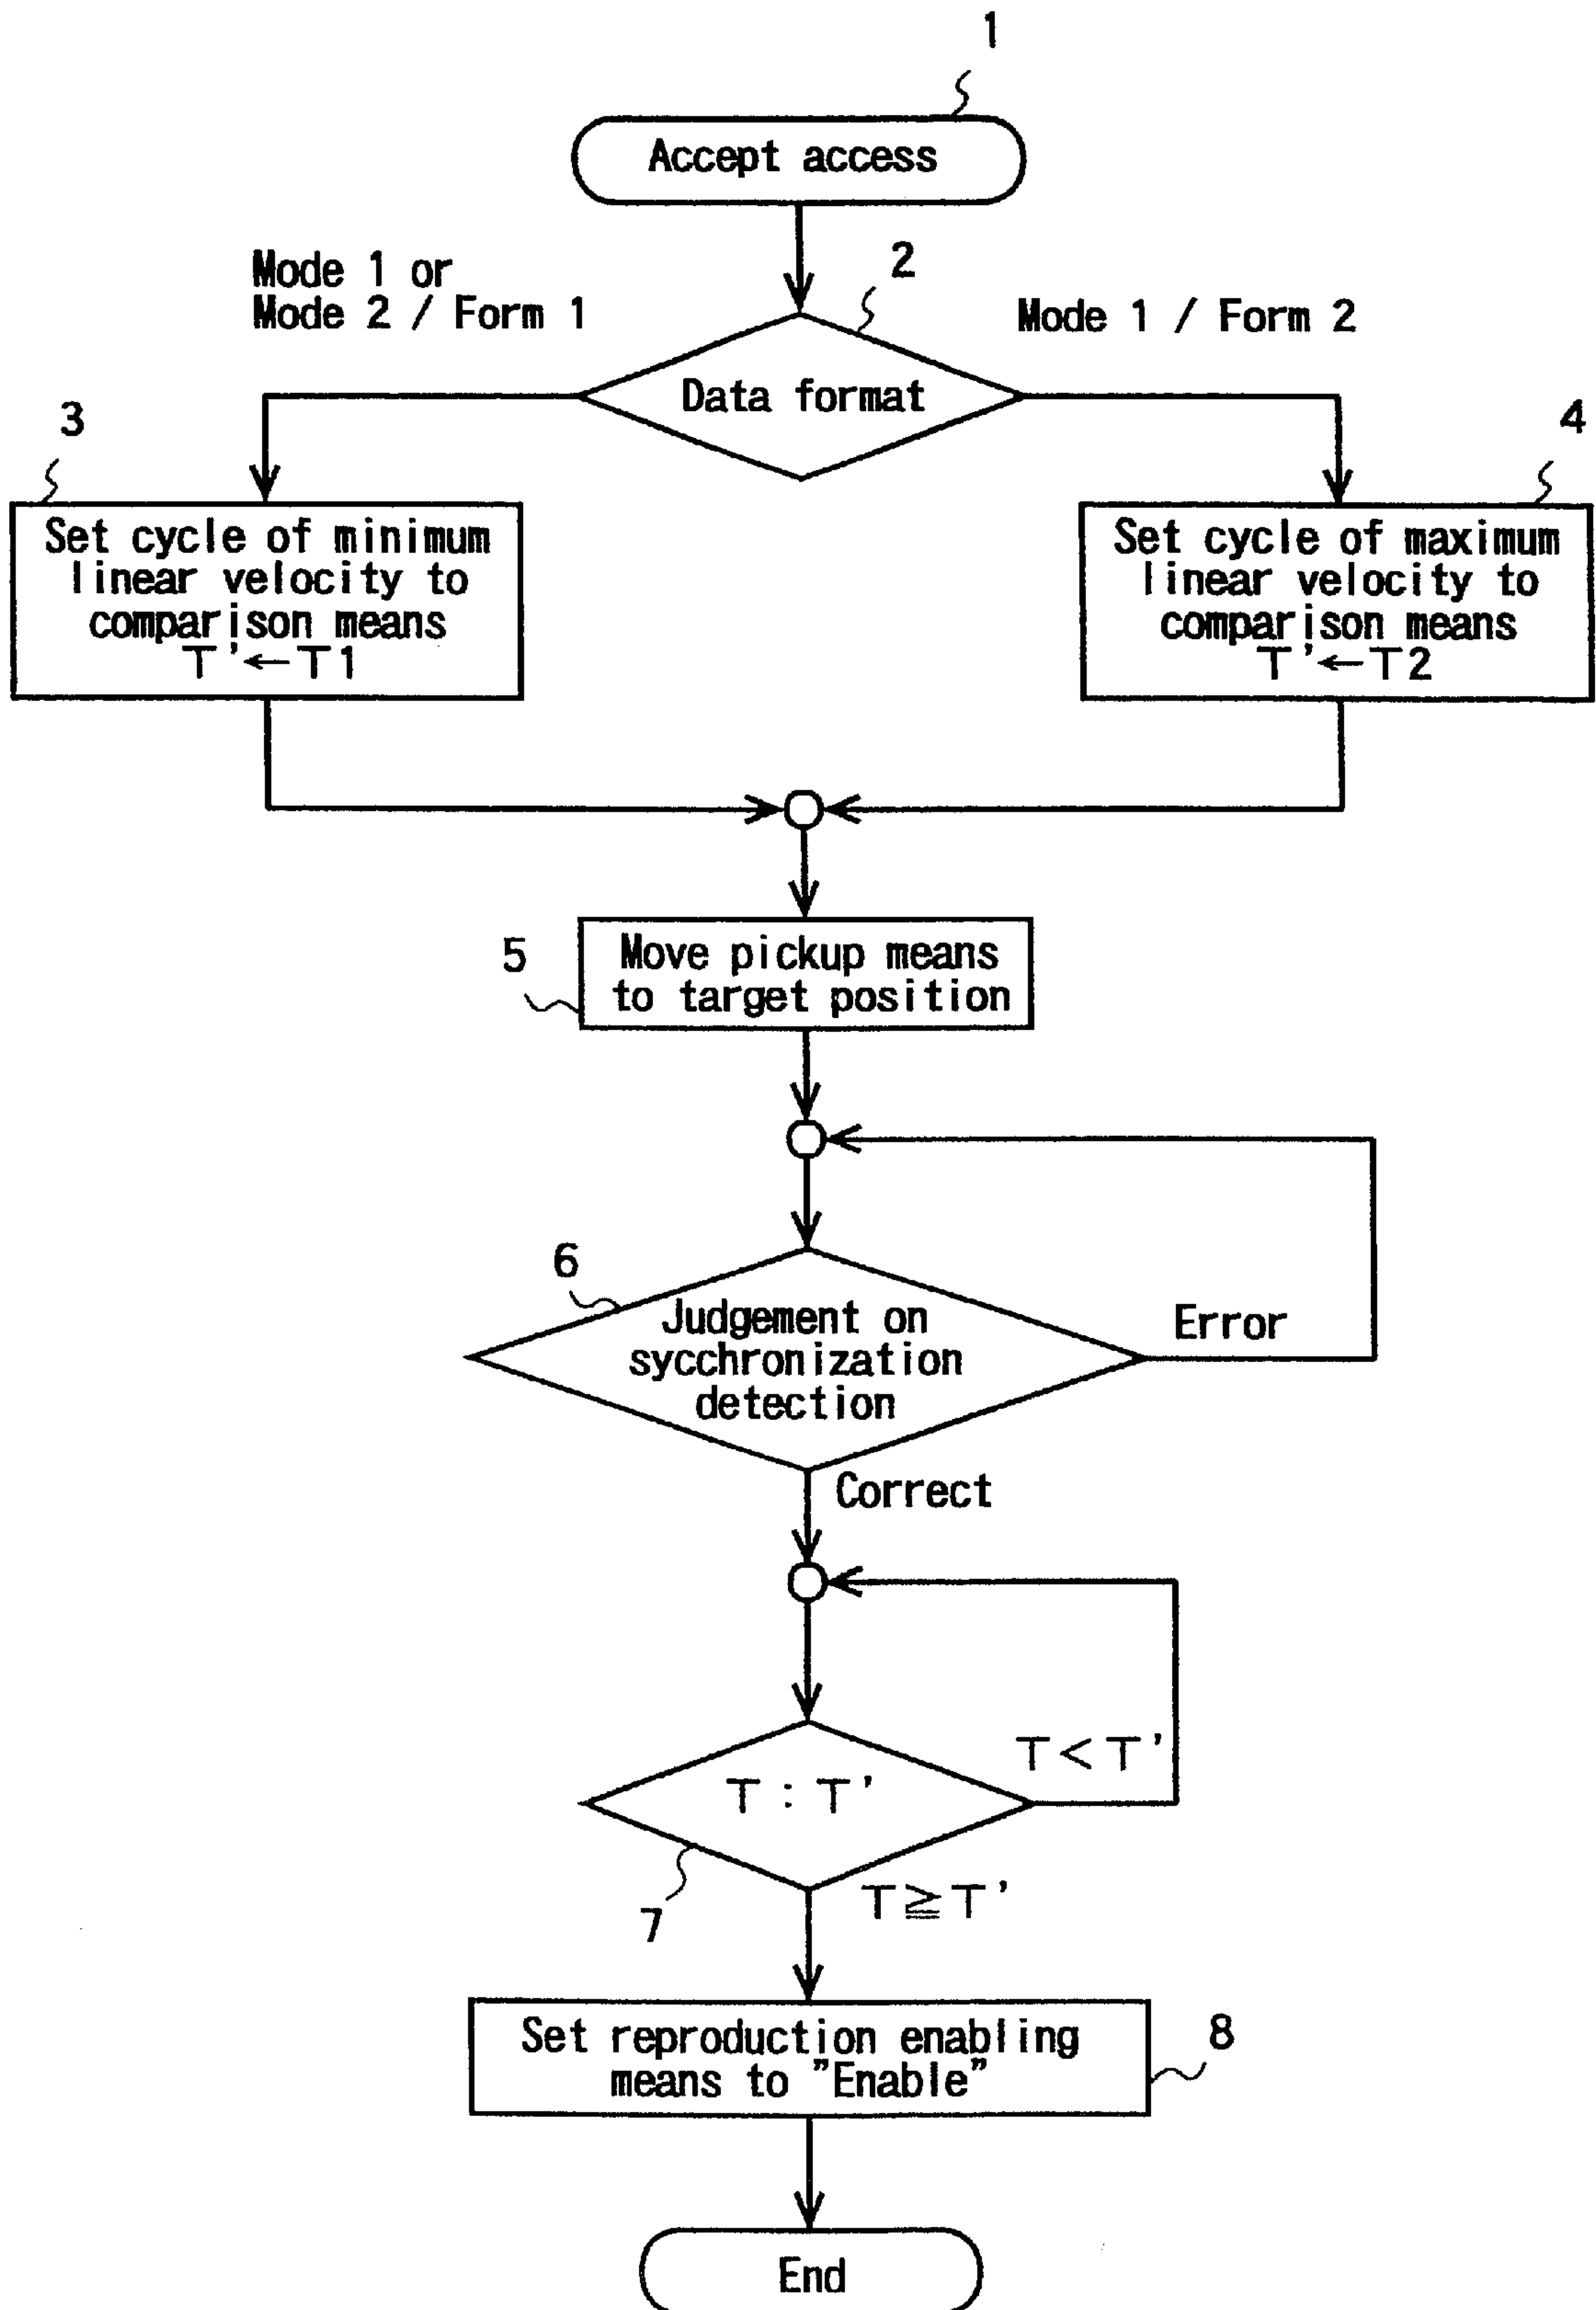 1
Accept access
Mode 1 or
Mode 2 / Form 1
2
Mode 1 / Form 2
Data format
3
Set cycle of minimum
linear velocity to
comparison means
T'←T1
4
Set cycle of maximum
linear velocity to
comparison means
T'←T2
5
Move pickup means
to target position
6
Judgement on
sycchronization
detection
Error
Correct
T<T'
T : T'
7
T≧T'
Set reproduction enabling
means to "Enable"
8
End